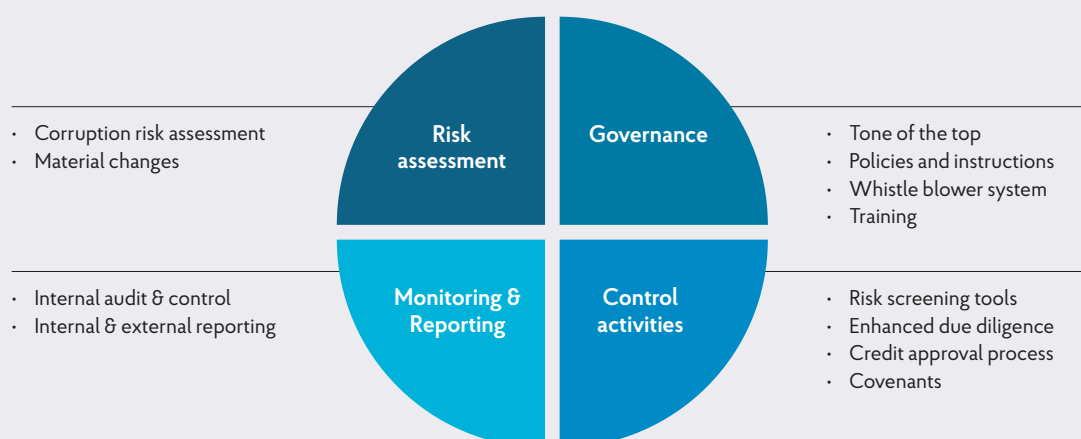 Risk
assessment
· Corruption risk assessment
· Material changes
Governance
· Tone of the top
· Policies and instructions
· Whistle blower system
· Training
Monitoring &
Reporting
· Internal audit & control
· Internal & external reporting
Control
activities
· Risk screening tools
· Enhanced due diligence
· Credit approval process
· Covenants